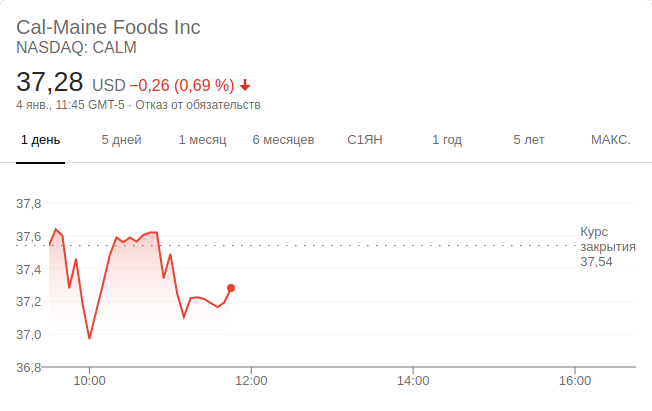 Cal-Maine Foods Inc
NASDAQ: CALM
37,28 USD −0,26 (0,69 %)
4 янв., 11:45 GMT-5 · Отказ от обязательств
1 день 5 дней 1 месяц 6 месяцев С1ЯН 1 год 5 лет МАКС.
37,8
37,6
37,4
37,2
37,0
36,8
Курс
закрытия
37,54
10:00 12:00 14:00 16:00